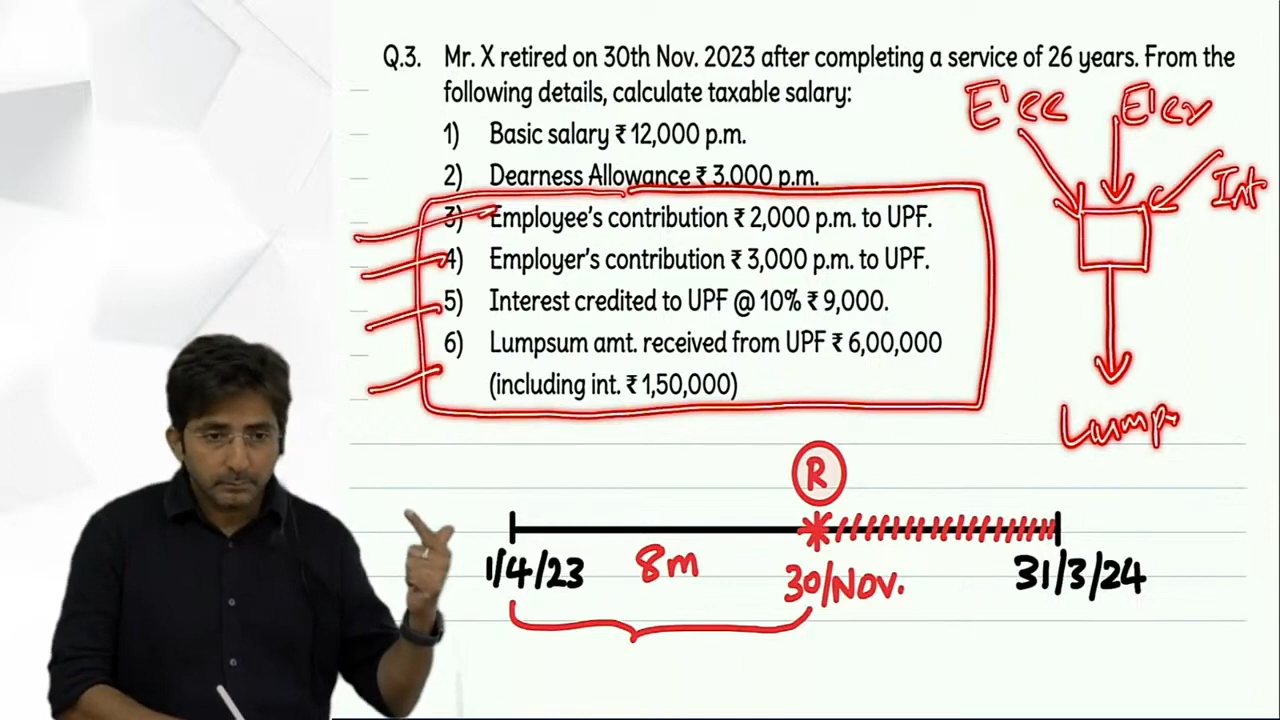 Q.3. Mr. X retired on 30th Nov. 2023 after completing a service of 26 years. From the
following details, calculate taxable salary:
1) Basic salary ₹ 12,000 p.m.
2) Dearness Allowance ₹ 3.000 p.m.
3) Employee's contribution ₹ 2,000 p.m. to UPF.
4) Employer's contribution ₹ 3,000 p.m. to UPF.
5) Interest credited to UPF @ 10% ₹ 9,000.
6) Lumpsum amt. received from UPF ₹ 6,00,000
(including int. ₹ 1,50,000)
E'ee E'er
Int
Lump.
R
1/4/23 8m 30/Nov. 31/3/24